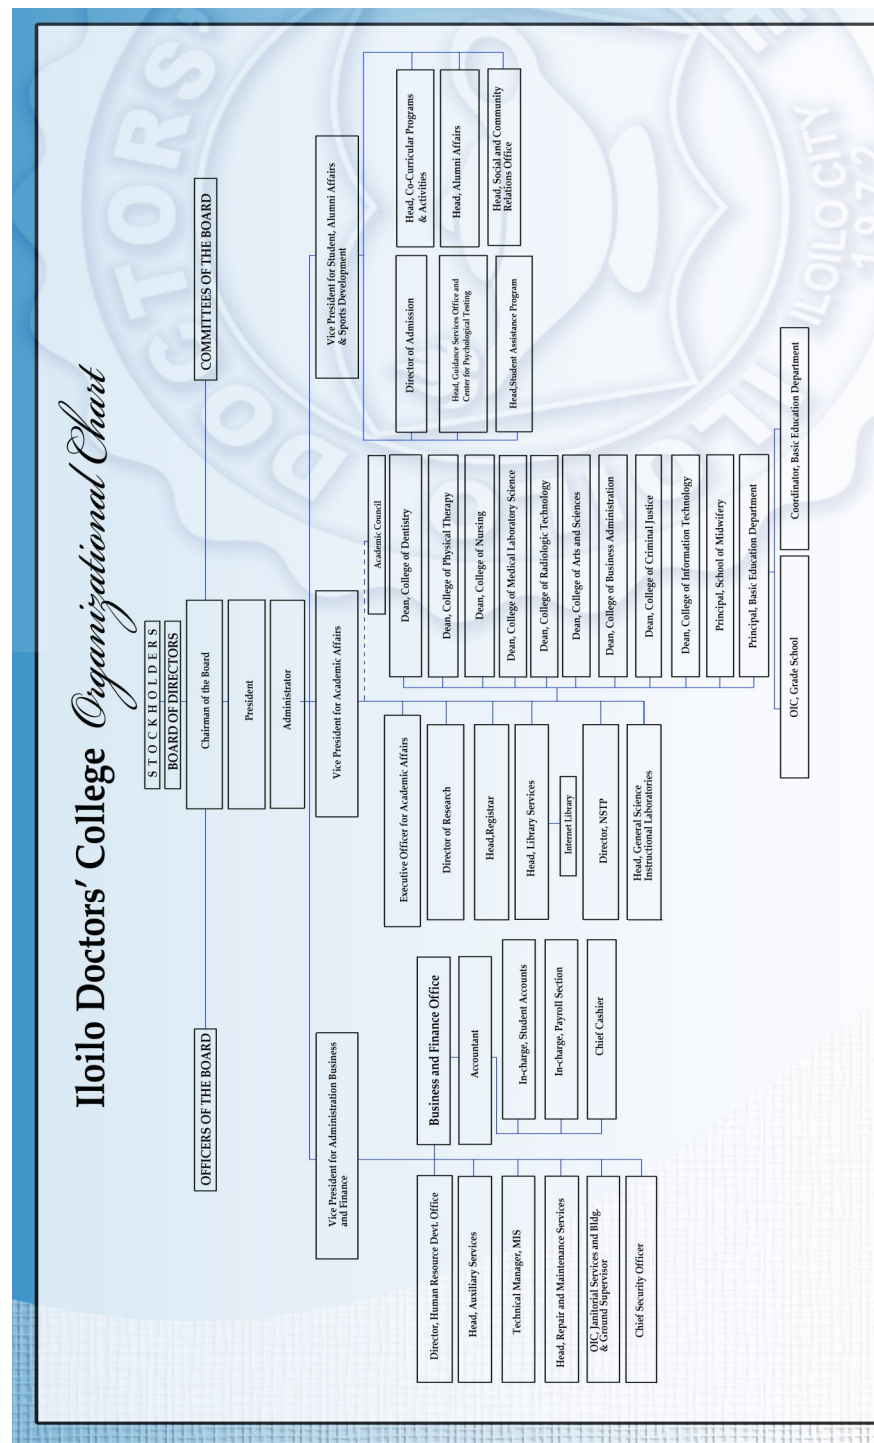 Iloilo Doctors' College Organizational Chart
STOCKHOLDERS
BOARD OF DIRECTORS
OFFICERS OF THE BOARD
Chairman of the Board
COMMITTEES OF THE BOARD
President
Administrator
Vice President for Administration Business
and Finance
Vice President for Academic Affairs
Vice President for Student, Alumni Affairs
& Sports Development
Director, Human Resource Devt. Office
Head, Auxiliary Services
Technical Manager, MIS
Head, Repair and Maintenance Services
OIC, Janitorial Services and Bldg.
& Ground Supervisor
Chief Security Officer
Business and Finance Office
Accountant
In-charge, Student Accounts
In-charge, Payroll Section
Chief Cashier
Executive Officer for Academic Affairs
Director of Research
Head,Registrar
Head, Library Services
Internet Library
Director, NSTP
Head, General Science
Instructional Laboratories
Academic Council
Dean, College of Dentistry
Dean, College of Physical Therapy
Dean, College of Nursing
Dean, College of Medical Laboratory Science
Dean, College of Radiologic Technology
Dean, College of Arts and Sciences
Dean, College of Business Administration
Dean, College of Criminal Justice
Dean, College of Information Technology
Principal, School of Midwifery
Principal, Basic Education Department
OIC, Grade School
Coordinator, Basic Education Department
Director of Admission
Head, Guidance Services Office and
Center for Psychological Testing
Head,Student Assistance Program
Head, Co-Curricular Programs
& Activities
Head, Alumni Affairs
Head, Social and Community
Relations Office
DOCTORS'
ILOILO CITY